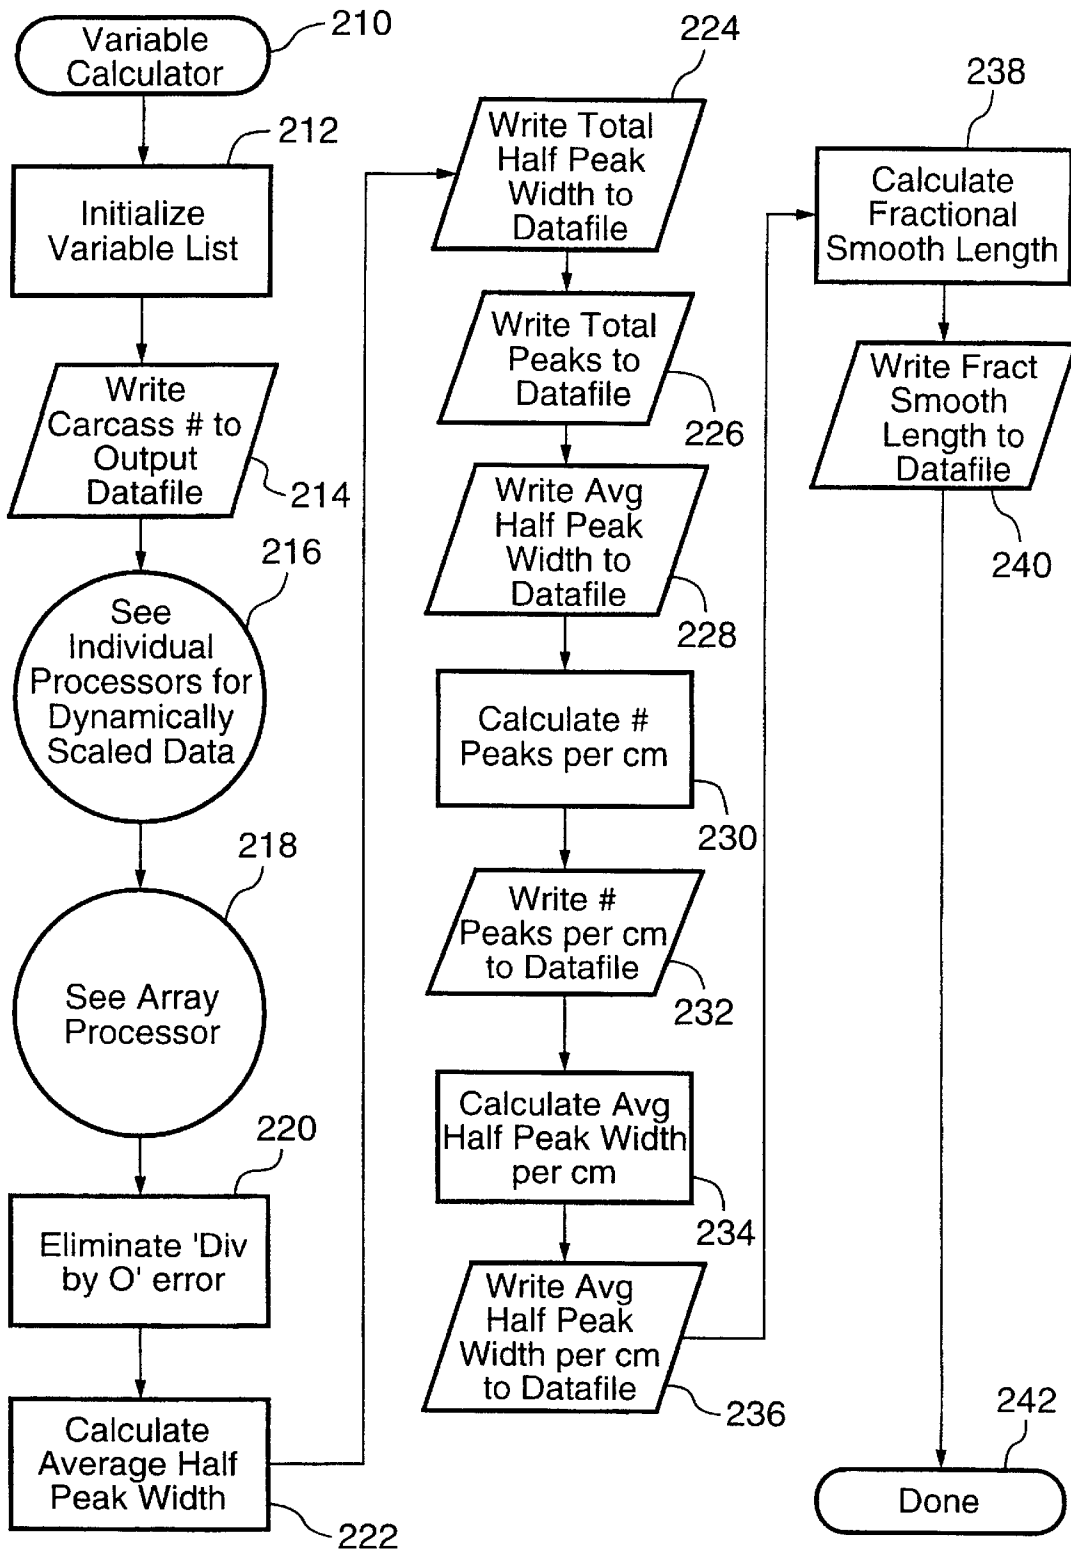 Variable
Calculator
210
212
Initialize
Variable List
Write
Carcass # to
Output
Datafile
214
216
See
Individual
Processors for
Dynamically
Scaled Data
218
See Array
Processor
220
Eliminate 'Div
by O' error
Calculate
Average Half
Peak Width
222
224
Write Total
Half Peak
Width to
Datafile
Write Total
Peaks to
Datafile
226
Write Avg
Half Peak
Width to
Datafile
228
Calculate #
Peaks per cm
230
Write #
Peaks per cm
to Datafile
232
Calculate Avg
Half Peak Width
per cm
234
Write Avg
Half Peak
Width per cm
to Datafile
236
238
Calculate
Fractional
Smooth Length
Write Fract
Smooth
Length to
Datafile
240
242
Done